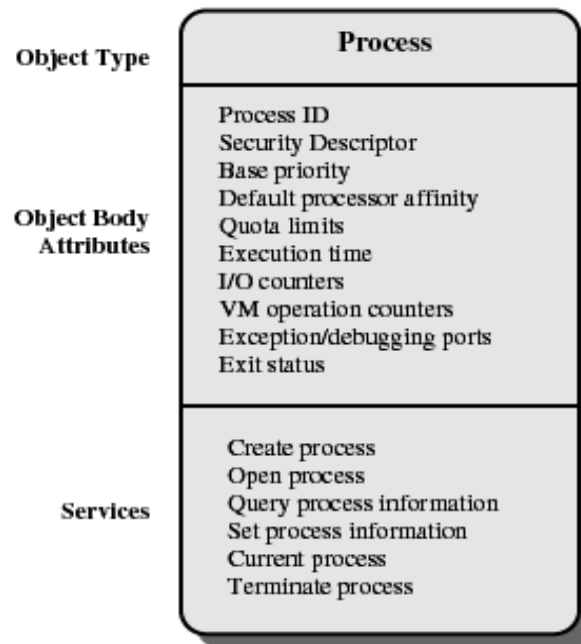 Object Type
Process
Object Body
Attributes
Process ID
Security Descriptor
Base priority
Default processor affinity
Quota limits
Execution time
I/O counters
VM operation counters
Exception/debugging ports
Exit status
Services
Create process
Open process
Query process information
Set process information
Current process
Terminate process